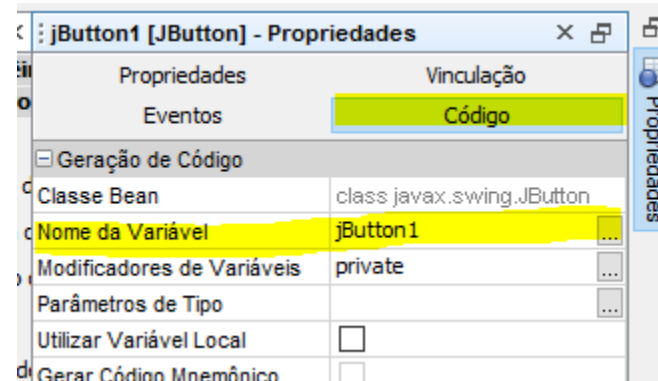 jButton1 [JButton] - Propriedades
Propriedades Vinculação
Eventos Código
Geração de Código
Classe Bean class javax.swing.JButton
Nome da Variável jButton1 ...
Modificadores de Variáveis private ...
Parâmetros de Tipo ...
Utilizar Variável Local
Gerar Código Mnemônico
Propriedades